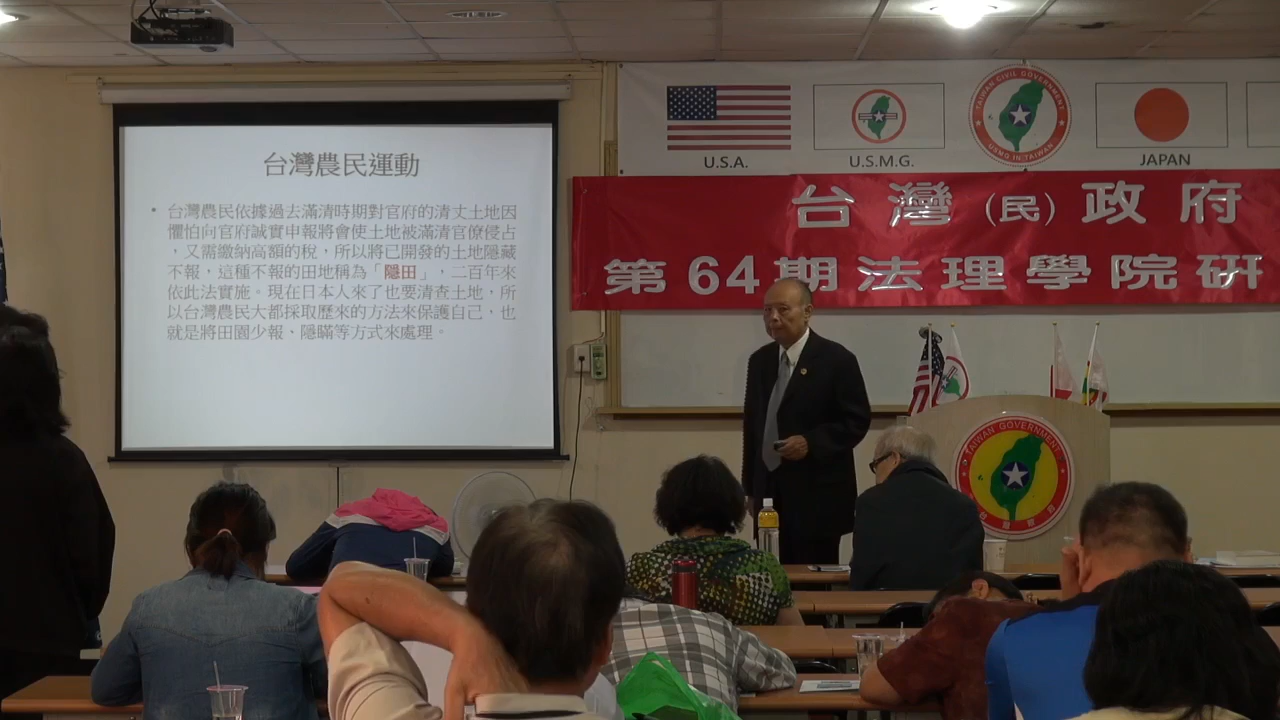 台灣農民運動
• 台灣農民依據過去滿清時期對官府的清丈土地因
懼怕向官府誠實申報將會使土地被滿清官僚侵占
，又需繳納高額的稅，所以將已開發的土地隱藏
不報，這種不報的田地稱為「隱田」，二百年來
依此法實施。現在日本人來了也要清查土地，所
以台灣農民大都採取歷來的方法來保護自己，也
就是將田園少報、隱瞞等方式來處理。
U.S.A.
U.S.M.G.
TAIWAN CIVIL GOVERNMENT
USMG IN TAIWAN
JAPAN
台灣(民)政府
第64期法理學院研
TAIWAN GOVERNMENT